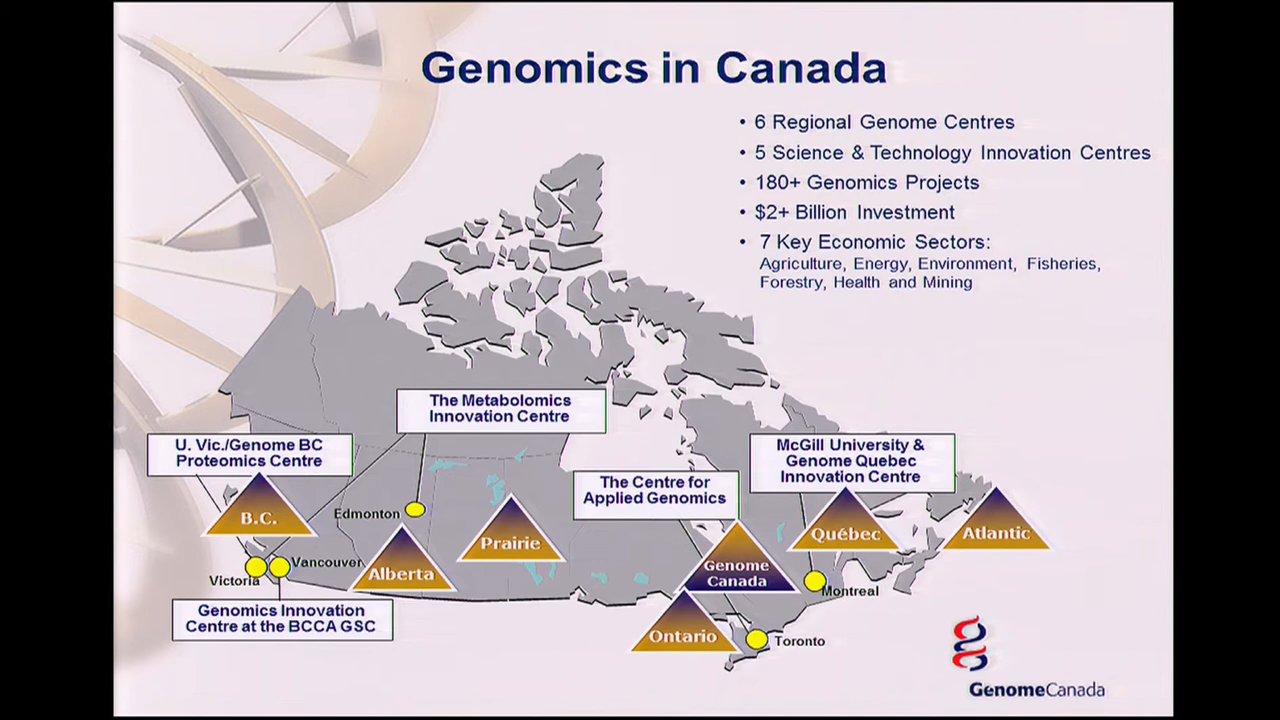 Genomics in Canada
• 6 Regional Genome Centres
• 5 Science & Technology Innovation Centres
• 180+ Genomics Projects
• $2+ Billion Investment
• 7 Key Economic Sectors:
Agriculture, Energy, Environment, Fisheries,
Forestry, Health and Mining
The Metabolomics
Innovation Centre
U. Vic./Genome BC
Proteomics Centre
McGill University &
Genome Quebec
Innovation Centre
The Centre for
Applied Genomics
B.C.
Edmonton
Prairie
Québec
Atlantic
Vancouver
Victoria
Alberta
Genome
Canada
Montreal
Genomics Innovation
Centre at the BCCA GSC
Ontario
Toronto
GenomeCanada